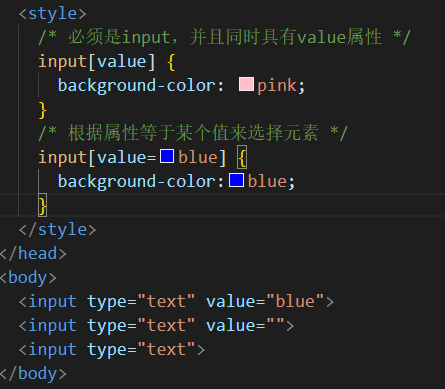 <style>
/* 必须是input，并且同时具有value属性 */
input[value] {
background-color: pink;
}
/* 根据属性等于某个值来选择元素 */
input[value=blue] {
background-color:blue;
}
</style>
</head>
<body>
<input type="text" value="blue">
<input type="text" value="">
<input type="text">
</body>